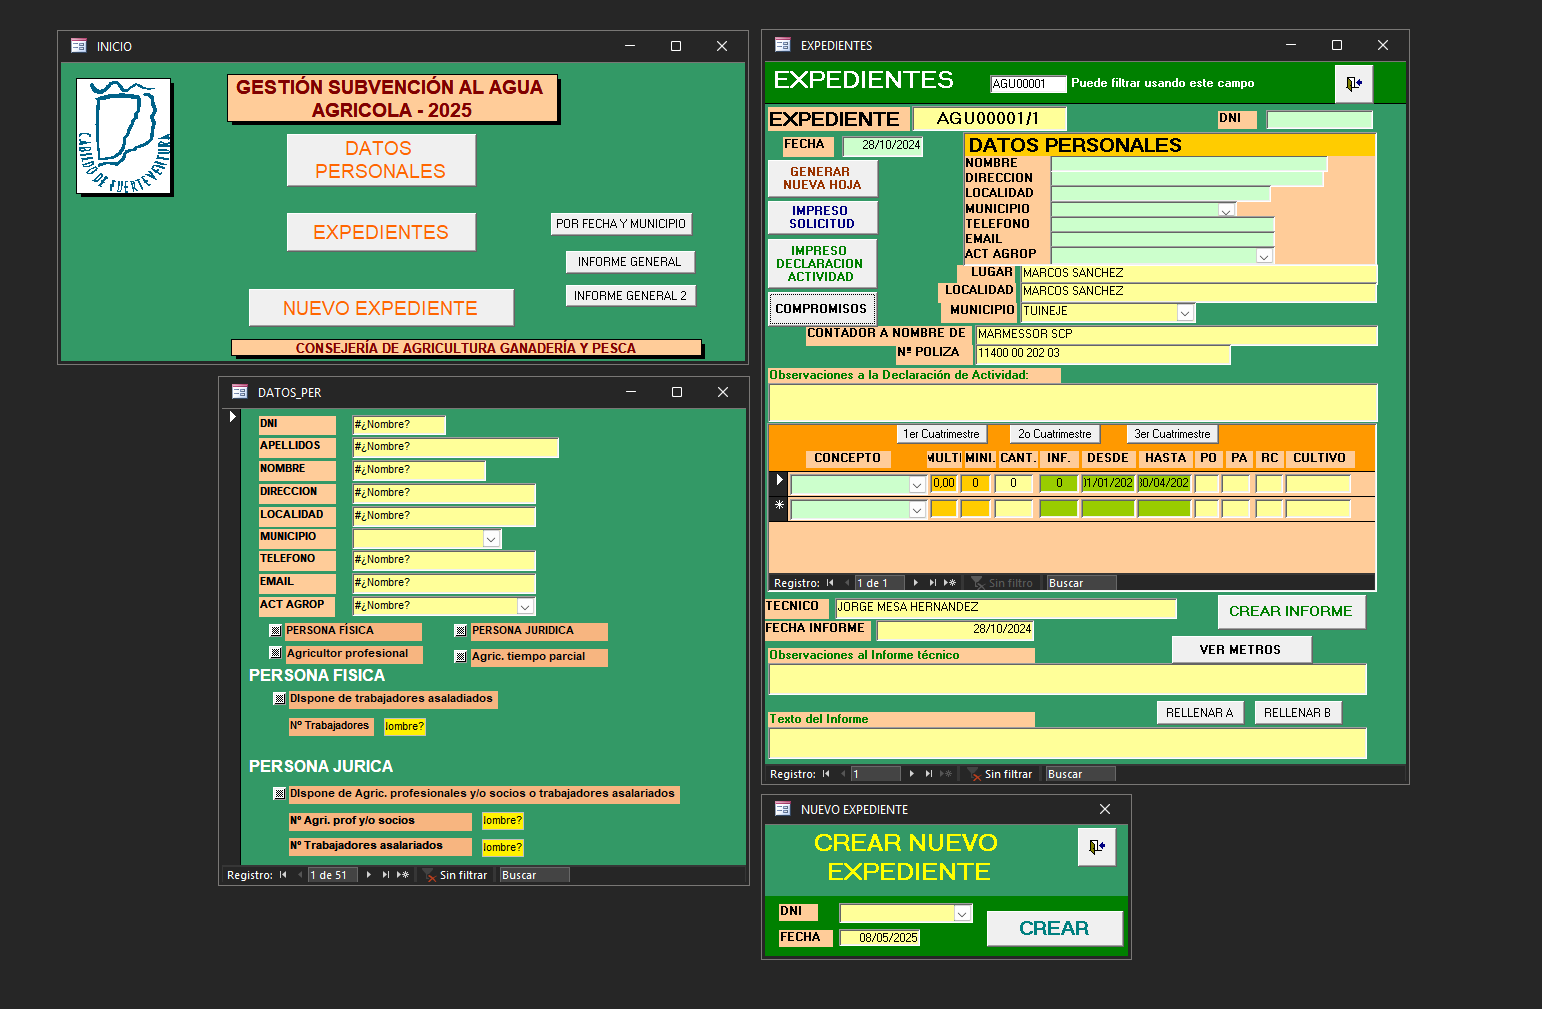 INICIO
CABILDO DE FUERTEVENTURA
GESTIÓN SUBVENCIÓN AL AGUA
AGRICOLA - 2025
DATOS
PERSONALES
EXPEDIENTES
POR FECHA Y MUNICIPIO
INFORME GENERAL
INFORME GENERAL 2
NUEVO EXPEDIENTE
CONSEJERÍA DE AGRICULTURA GANADERÍA Y PESCA
DATOS_PER
DNI #¿Nombre?
APELLIDOS #¿Nombre?
NOMBRE #¿Nombre?
DIRECCION #¿Nombre?
LOCALIDAD #¿Nombre?
MUNICIPIO
TELEFONO #¿Nombre?
EMAIL #¿Nombre?
ACT AGROP #¿Nombre?
PERSONA FÍSICA PERSONA JURIDICA
Agricultor profesional Agric. tiempo parcial
PERSONA FISICA
DIspone de trabajadores asaladiados
Nº Trabajadores lombre?
PERSONA JURICA
DIspone de Agric. profesionales y/o socios o trabajadores asalariados
Nº Agri. prof y/o socios lombre?
Nº Trabajadores asalariados lombre?
Registro: 1 de 51 Sin filtrar Buscar
EXPEDIENTES
EXPEDIENTES AGU00001 Puede filtrar usando este campo
EXPEDIENTE AGU00001/1 DNI
FECHA 28/10/2024
GENERAR
NUEVA HOJA
IMPRESO
SOLICITUD
IMPRESO
DECLARACION
ACTIVIDAD
COMPROMISOS
DATOS PERSONALES
NOMBRE
DIRECCION
LOCALIDAD
MUNICIPIO
TELEFONO
EMAIL
ACT AGROP
LUGAR MARCOS SANCHEZ
LOCALIDAD MARCOS SANCHEZ
MUNICIPIO TUINEJE
CONTADOR A NOMBRE DE MARMESSOR SCP
Nº POLIZA 11400 00 202 03
Observaciones a la Declaración de Actividad:
1er Cuatrimestre 2o Cuatrimestre 3er Cuatrimestre
CONCEPTO MULTI MINI. CANT. INF. DESDE HASTA PO PA RC CULTIVO
0,00 0 0 0 01/01/202 30/04/202
Registro: 1 de 1 Sin filtro Buscar
TECNICO JORGE MESA HERNANDEZ
FECHA INFORME 28/10/2024
CREAR INFORME
VER METROS
Observaciones al Informe técnico
RELLENAR A RELLENAR B
Texto del Informe
Registro: 1 Sin filtrar Buscar
NUEVO EXPEDIENTE
CREAR NUEVO
EXPEDIENTE
DNI
FECHA 08/05/2025
CREAR